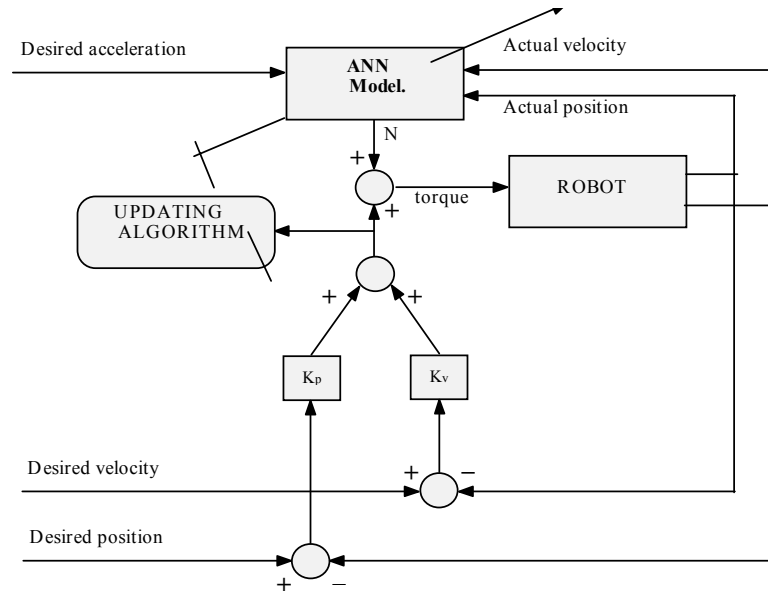 Desired acceleration
ANN
Model.
Actual velocity
Actual position
N
+
+
torque
ROBOT
UPDATING
ALGORITHM
+
+
Kp
Kv
Desired velocity
+
−
Desired position
+
−